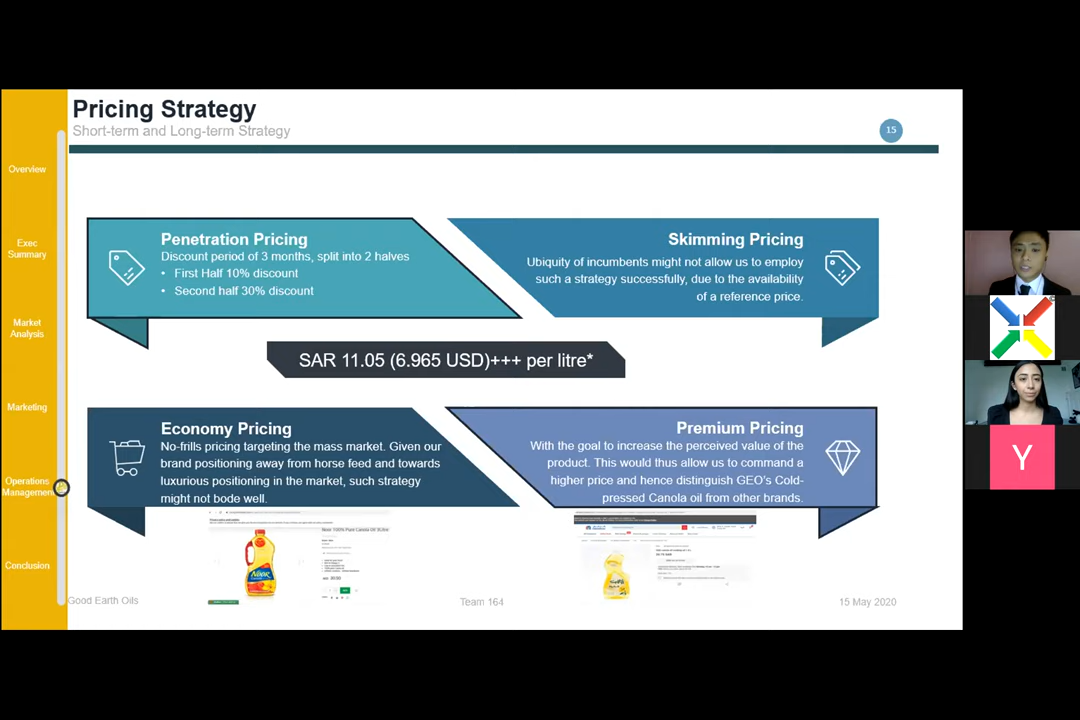 Pricing Strategy
Short-term and Long-term Strategy
15
Overview
Exec
Summary
Market
Analysis
Marketing
Operations
Management
Conclusion
Penetration Pricing
Discount period of 3 months, split into 2 halves
• First Half 10% discount
• Second half 30% discount
Skimming Pricing
Ubiquity of incumbents might not allow us to employ
such a strategy successfully, due to the availability
of a reference price.
SAR 11.05 (6.965 USD)+++ per litre*
Economy Pricing
No-frills pricing targeting the mass market. Given our
brand positioning away from horse feed and towards
luxurious positioning in the market, such strategy
might not bode well.
Premium Pricing
With the goal to increase the perceived value of the
product. This would thus allow us to command a
higher price and hence distinguish GEO's Cold-
pressed Canola oil from other brands.
Noor
Good Earth Oils
Team 164
15 May 2020
Y